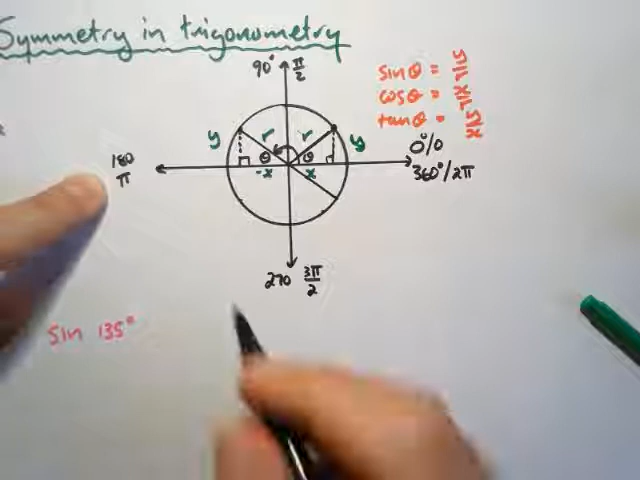 Symmetry in trigonometry
90° π/2
sinθ = y/r
cosθ = x/r
tanθ = y/x
y r r y
0°/0
180
π
θ θ
-x x
360°/2π
270 3π/2
sin 135°